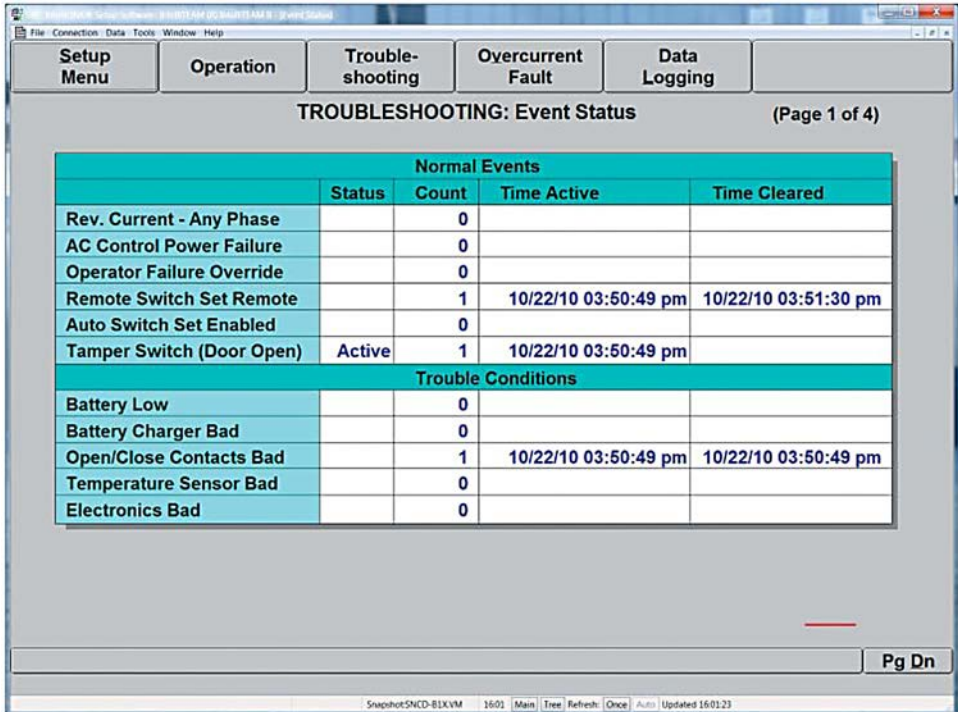 File Connection Data Tools Window Help
Setup Menu
Operation
Trouble-shooting
Overcurrent Fault
Data Logging
TROUBLESHOOTING: Event Status (Page 1 of 4)
Normal Events
Status Count Time Active Time Cleared
Rev. Current - Any Phase 0
AC Control Power Failure 0
Operator Failure Override 0
Remote Switch Set Remote 1 10/22/10 03:50:49 pm 10/22/10 03:51:30 pm
Auto Switch Set Enabled 0
Tamper Switch (Door Open) Active 1 10/22/10 03:50:49 pm
Trouble Conditions
Battery Low 0
Battery Charger Bad 0
Open/Close Contacts Bad 1 10/22/10 03:50:49 pm 10/22/10 03:50:49 pm
Temperature Sensor Bad 0
Electronics Bad 0
Pg Dn
Snapshot:SNCD-B1X.VM 16:01 Main Tree Refresh: Once Auto Updated 16:01:23